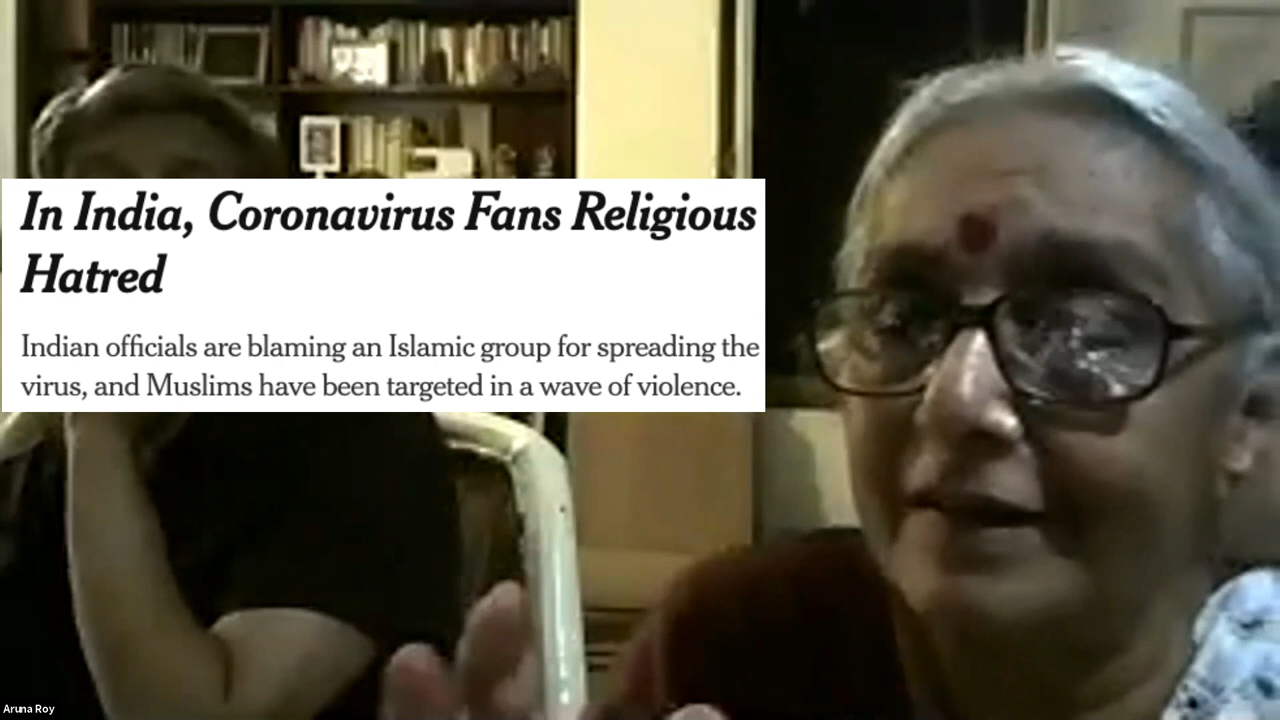 In India, Coronavirus Fans Religious
Hatred
Indian officials are blaming an Islamic group for spreading the
virus, and Muslims have been targeted in a wave of violence.
Aruna Roy